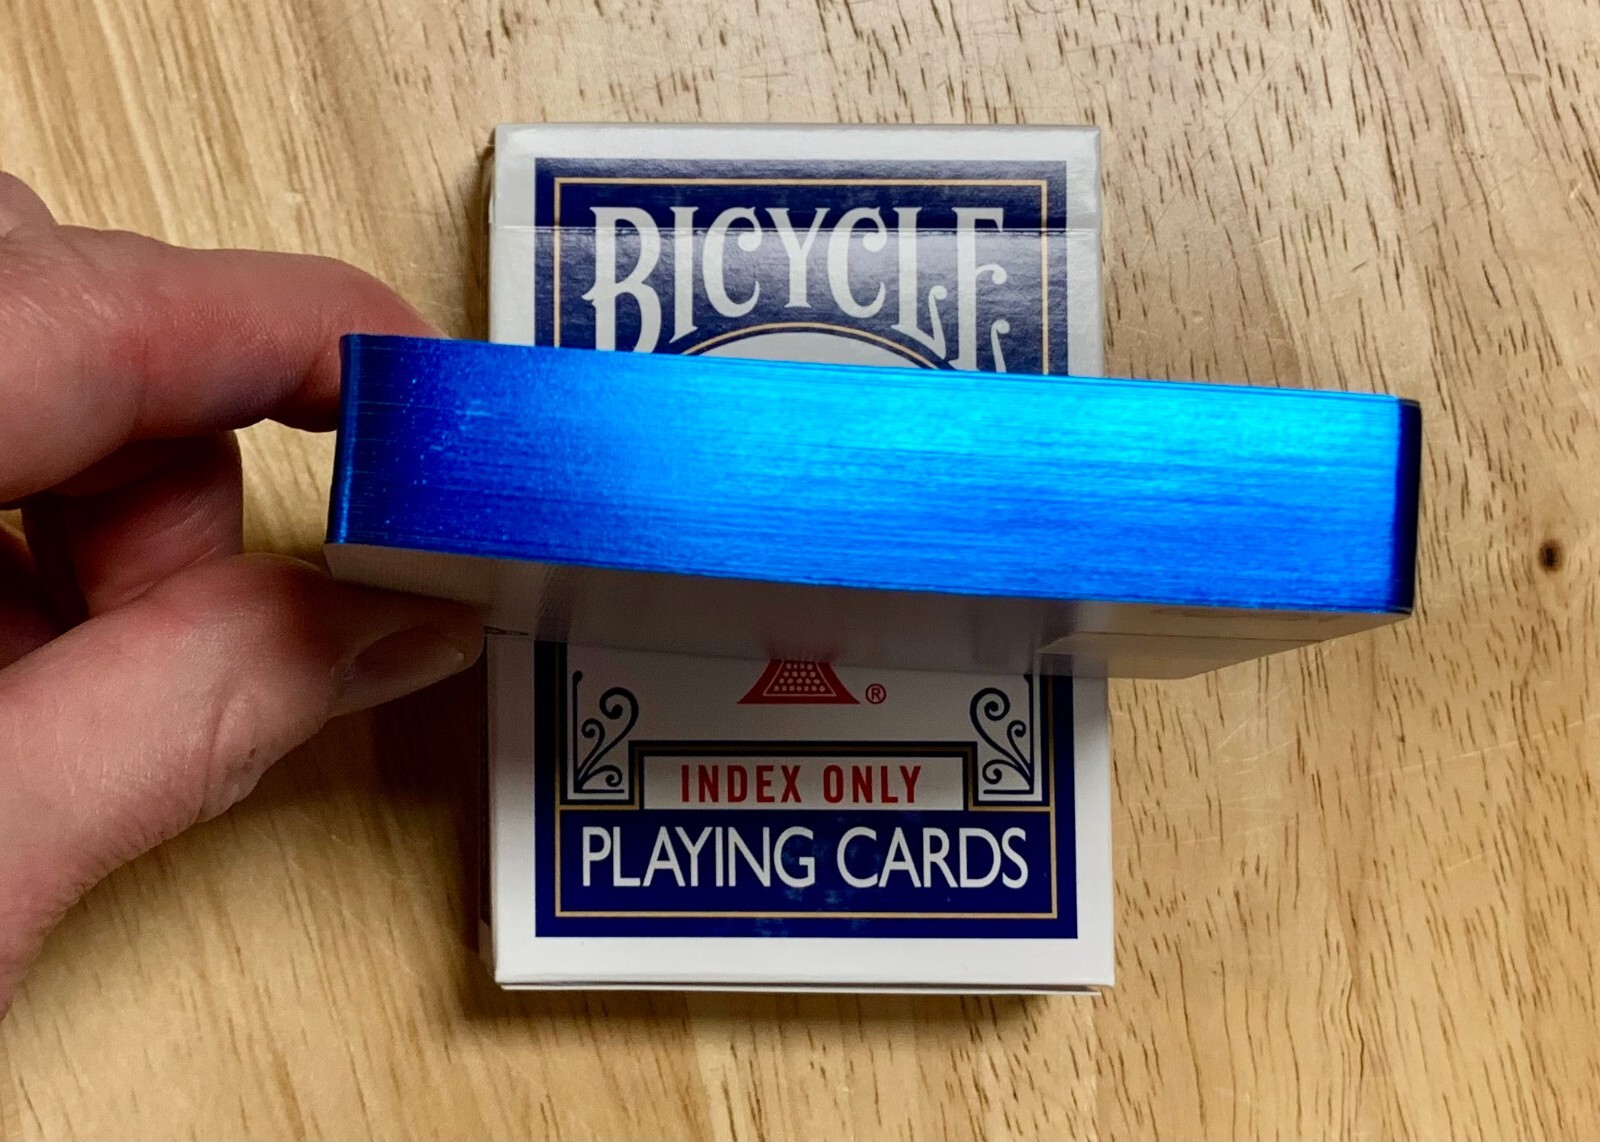 BICYCLE
®
INDEX ONLY
PLAYING CARDS